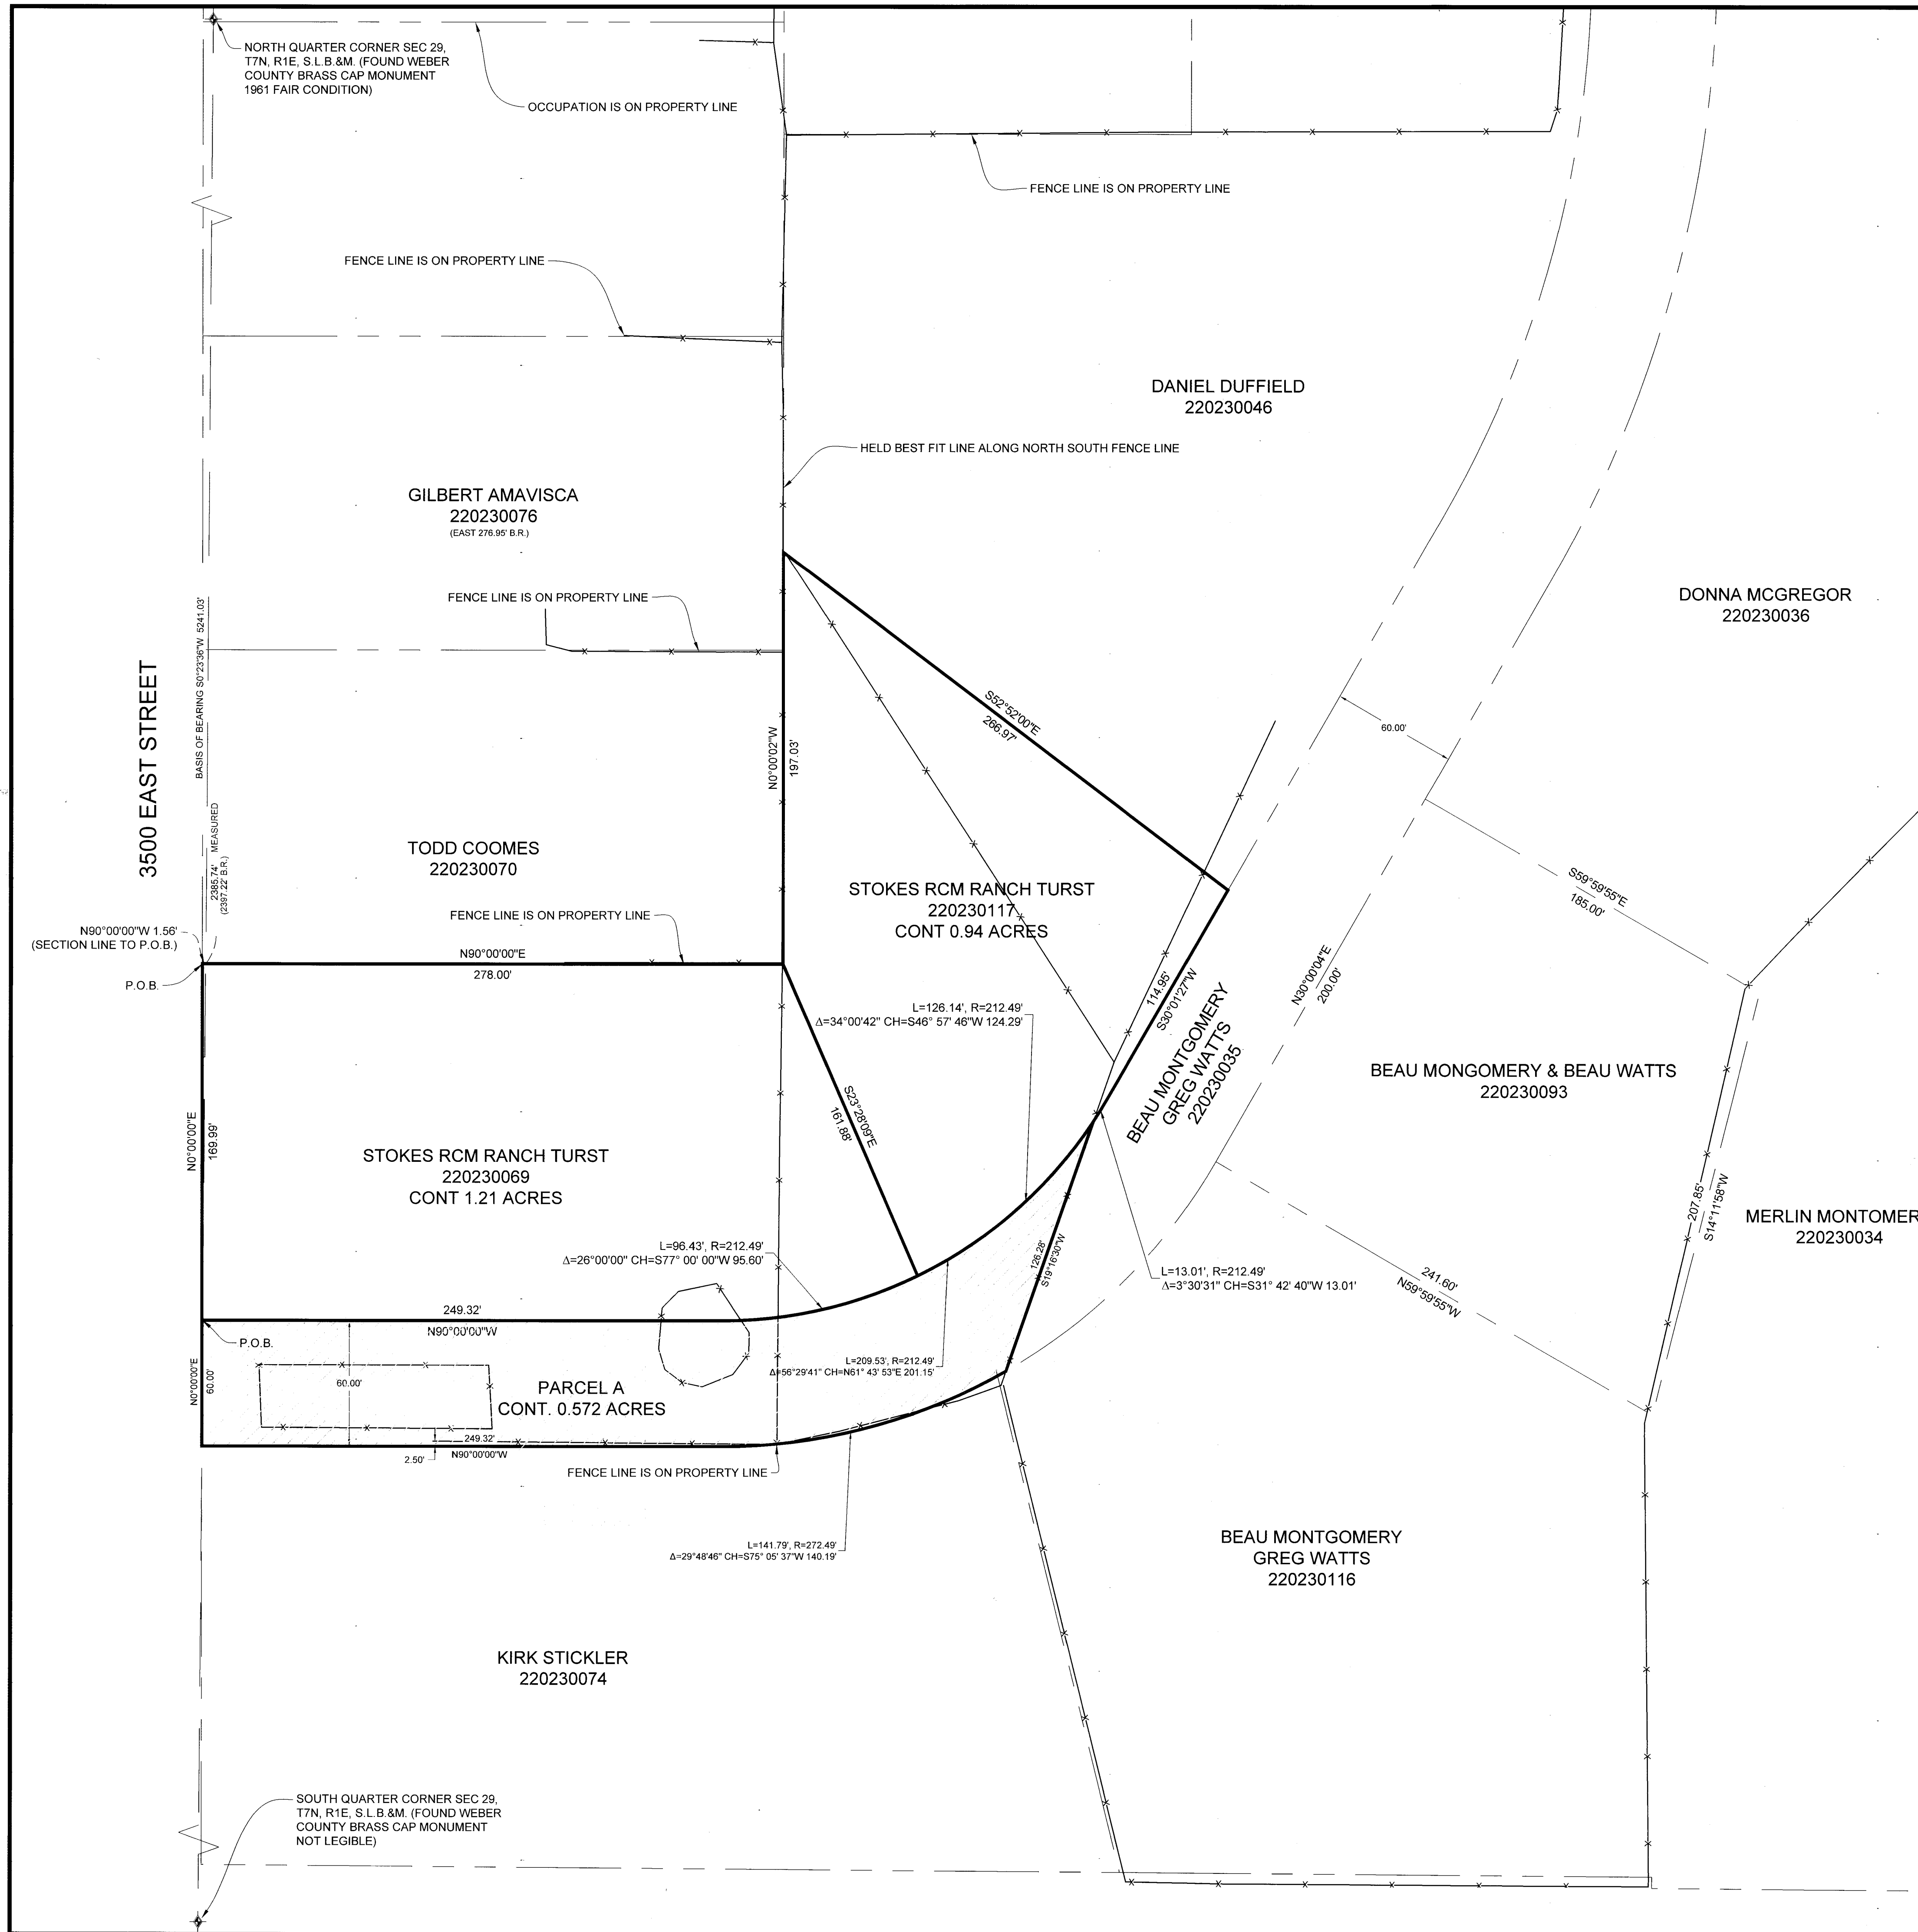 NORTH QUARTER CORNER SEC 29,
T7N, R1E, S.L.B.&M. (FOUND WEBER
COUNTY BRASS CAP MONUMENT
1961 FAIR CONDITION)
OCCUPATION IS ON PROPERTY LINE
FENCE LINE IS ON PROPERTY LINE
FENCE LINE IS ON PROPERTY LINE
DANIEL DUFFIELD
220230046
HELD BEST FIT LINE ALONG NORTH SOUTH FENCE LINE
GILBERT AMAVISCA
220230076
(EAST 276.95' B.R.)
FENCE LINE IS ON PROPERTY LINE
DONNA MCGREGOR
220230036
3500 EAST STREET
BASIS OF BEARING S0°23'36"W 5241.03'
2385.74' MEASURED
(2397.22' B.R.)
S52°52'00"E
266.97'
60.00'
N0°00'02"W
197.03'
TODD COOMES
220230070
STOKES RCM RANCH TURST
220230117
CONT 0.94 ACRES
S59°59'55"E
185.00'
FENCE LINE IS ON PROPERTY LINE
N90°00'00"W 1.56'
(SECTION LINE TO P.O.B.)
P.O.B.
N90°00'00"E
278.00'
114.95'
S30°01'27"W
N30°00'04"E
200.00'
L=126.14', R=212.49'
Δ=34°00'42" CH=S46° 57' 46"W 124.29'
BEAU MONTGOMERY
GREG WATTS
220230035
BEAU MONGOMERY & BEAU WATTS
220230093
S23°28'09"E
161.88'
N0°00'00"E
169.99'
STOKES RCM RANCH TURST
220230069
CONT 1.21 ACRES
207.85'
S14°11'58"W
MERLIN MONTOMER
220230034
L=96.43', R=212.49'
Δ=26°00'00" CH=S77° 00' 00"W 95.60'
126.28'
S19°16'30"W
L=13.01', R=212.49'
Δ=3°30'31" CH=S31° 42' 40"W 13.01'
241.60'
N59°59'55"W
249.32'
N90°00'00"W
P.O.B.
L=209.53', R=212.49'
Δ=56°29'41" CH=N61° 43' 53"E 201.15'
N0°00'00"E
60.00'
60.00'
PARCEL A
CONT. 0.572 ACRES
249.32'
N90°00'00"W
2.50'
FENCE LINE IS ON PROPERTY LINE
L=141.79', R=272.49'
Δ=29°48'46" CH=S75° 05' 37"W 140.19'
BEAU MONTGOMERY
GREG WATTS
220230116
KIRK STICKLER
220230074
SOUTH QUARTER CORNER SEC 29,
T7N, R1E, S.L.B.&M. (FOUND WEBER
COUNTY BRASS CAP MONUMENT
NOT LEGIBLE)